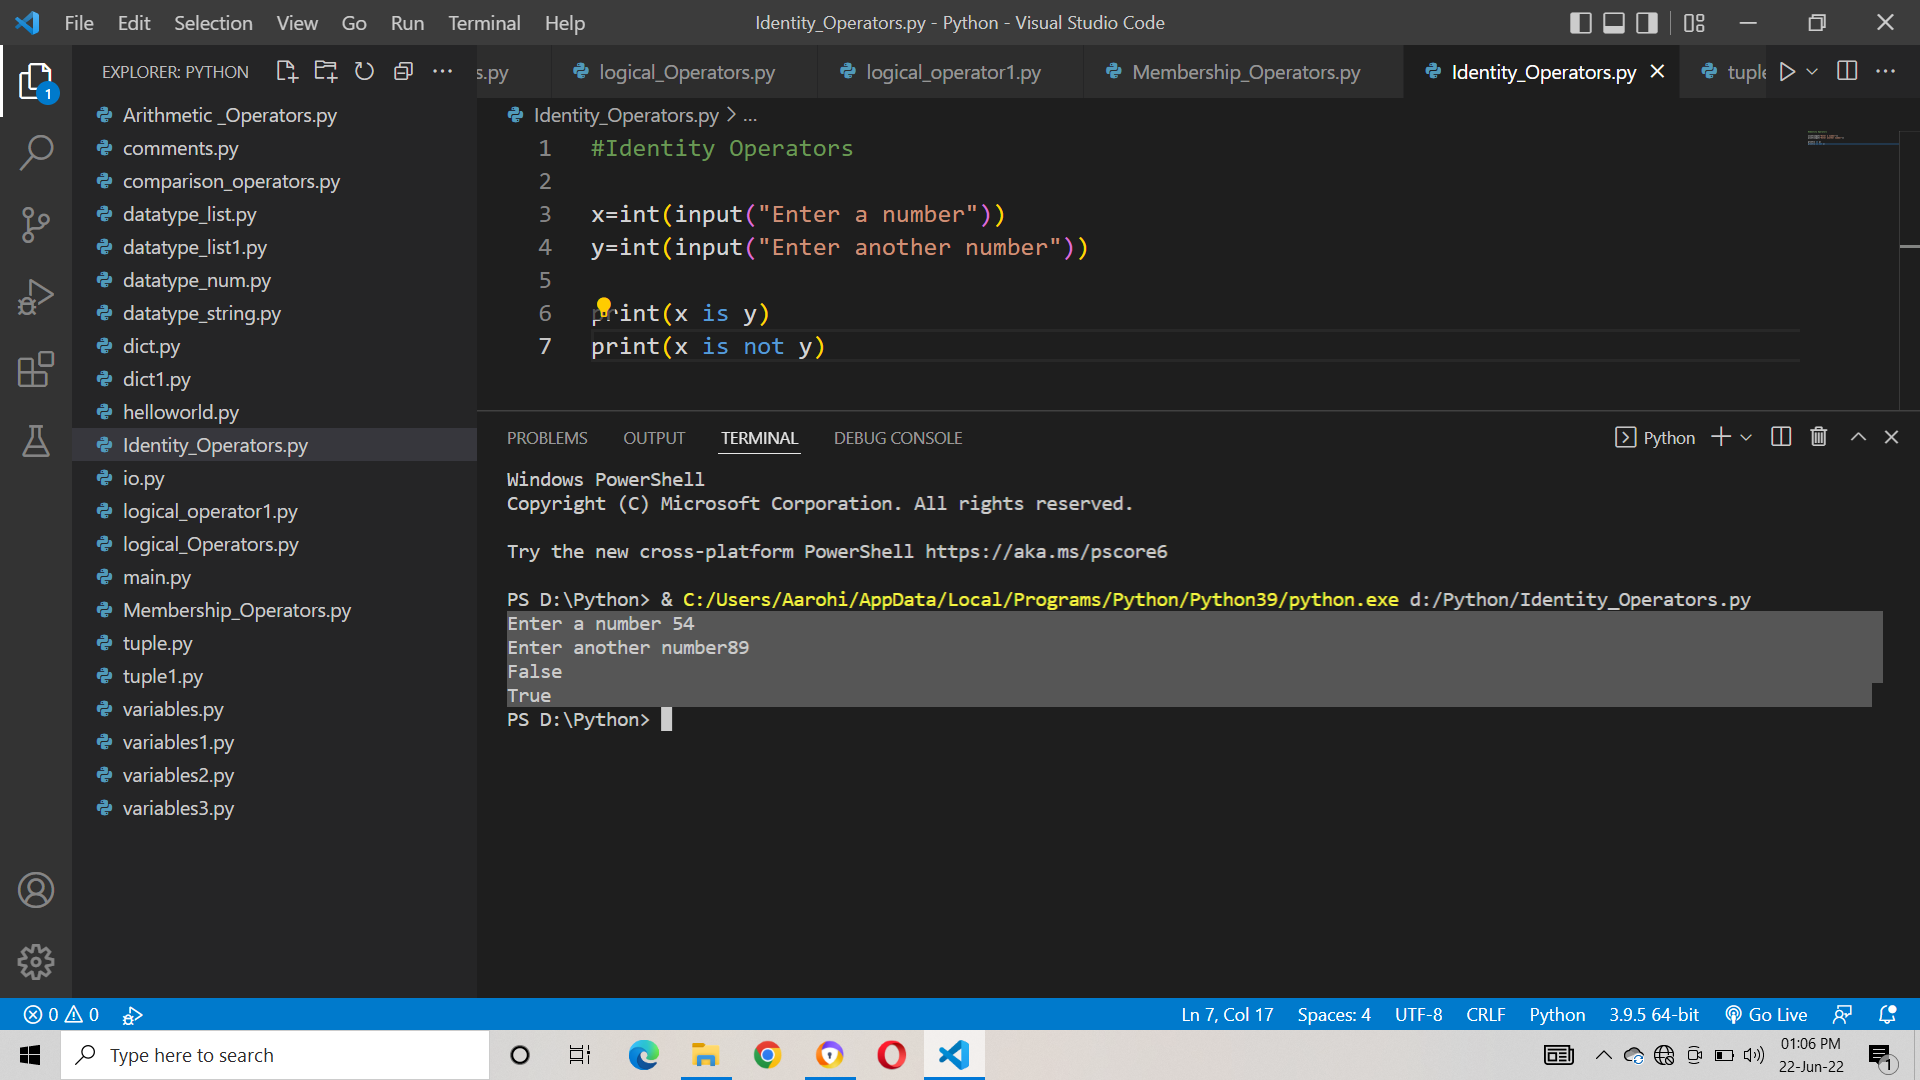 File Edit Selection View Go Run Terminal Help
Identity_Operators.py - Python - Visual Studio Code
EXPLORER: PYTHON
s.py logical_Operators.py logical_operator1.py Membership_Operators.py Identity_Operators.py tuple
1
Arithmetic _Operators.py
comments.py
comparison_operators.py
datatype_list.py
datatype_list1.py
datatype_num.py
datatype_string.py
dict.py
dict1.py
helloworld.py
Identity_Operators.py
io.py
logical_operator1.py
logical_Operators.py
main.py
Membership_Operators.py
tuple.py
tuple1.py
variables.py
variables1.py
variables2.py
variables3.py
Identity_Operators.py > ...
1 #Identity Operators
2
3 x=int(input("Enter a number"))
4 y=int(input("Enter another number"))
5
6 print(x is y)
7 print(x is not y)
PROBLEMS OUTPUT TERMINAL DEBUG CONSOLE
Python
Windows PowerShell
Copyright (C) Microsoft Corporation. All rights reserved.
Try the new cross-platform PowerShell https://aka.ms/pscore6
PS D:\Python> & C:/Users/Aarohi/AppData/Local/Programs/Python/Python39/python.exe d:/Python/Identity_Operators.py
Enter a number 54
Enter another number89
False
True
PS D:\Python>
0 0
Ln 7, Col 17 Spaces: 4 UTF-8 CRLF Python 3.9.5 64-bit Go Live
Type here to search
01:06 PM
22-Jun-22
1